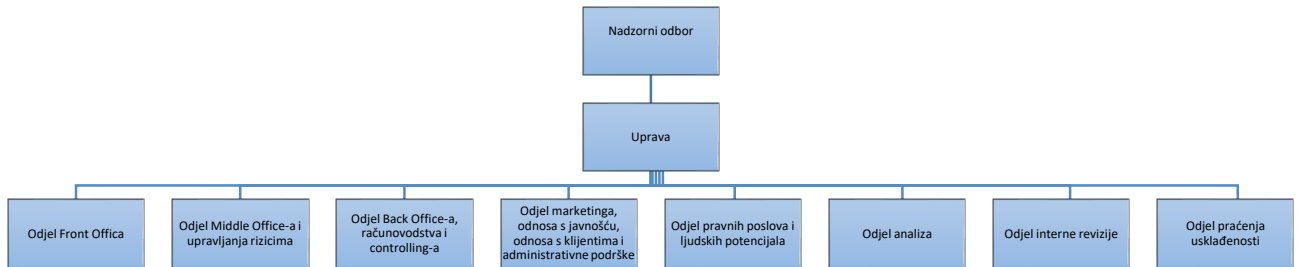 Nadzorni odbor
Uprava
Odjel Front Offica
Odjel Middle Office-a i
upravljanja rizicima
Odjel Back Office-a,
računovodstva i
controlling-a
Odjel marketinga,
odnosa s javnošću,
odnosa s klijentima i
administrativne podrške
Odjel pravnih poslova i
ljudskih potencijala
Odjel analiza
Odjel interne revizije
Odjel praćenja
usklađenosti